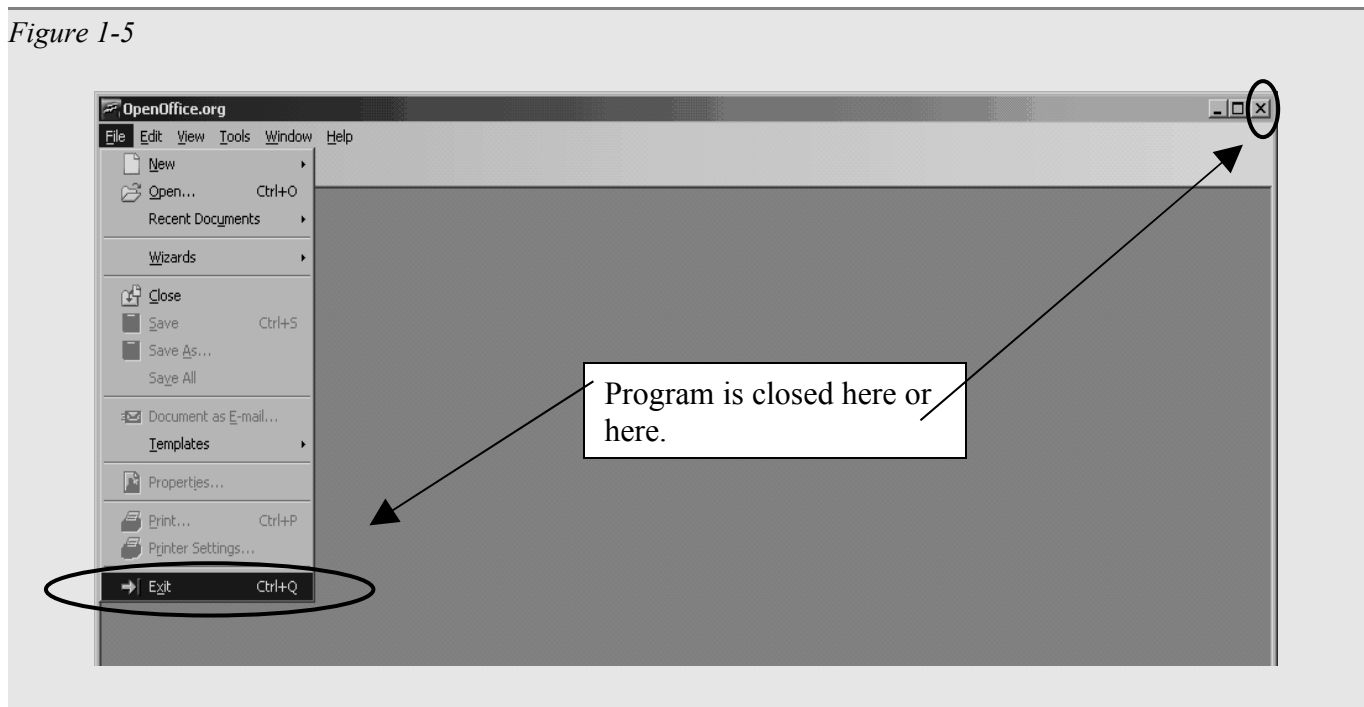 Figure 1-5
OpenOffice.org
File Edit View Tools Window Help
New
Open... Ctrl+O
Recent Documents
Wizards
Close
Save Ctrl+S
Save As...
Save All
Document as E-mail...
Templates
Properties...
Print... Ctrl+P
Printer Settings...
Exit Ctrl+Q
Program is closed here or
here.